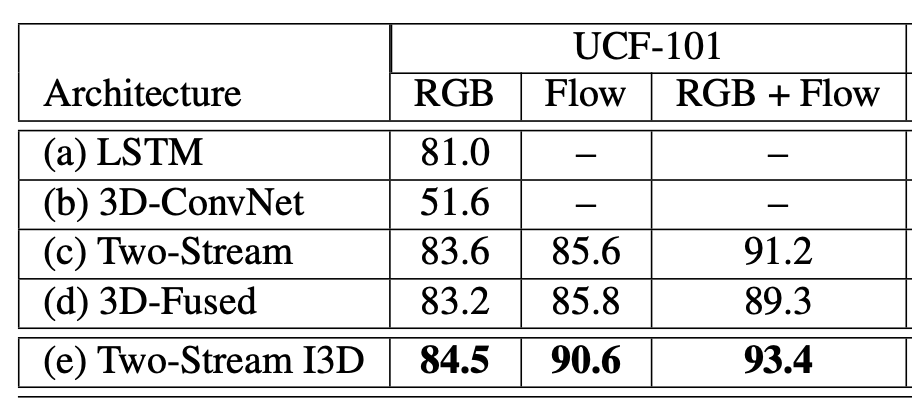 UCF-101
Architecture RGB Flow RGB + Flow
(a) LSTM 81.0 – –
(b) 3D-ConvNet 51.6 – –
(c) Two-Stream 83.6 85.6 91.2
(d) 3D-Fused 83.2 85.8 89.3
(e) Two-Stream I3D 84.5 90.6 93.4